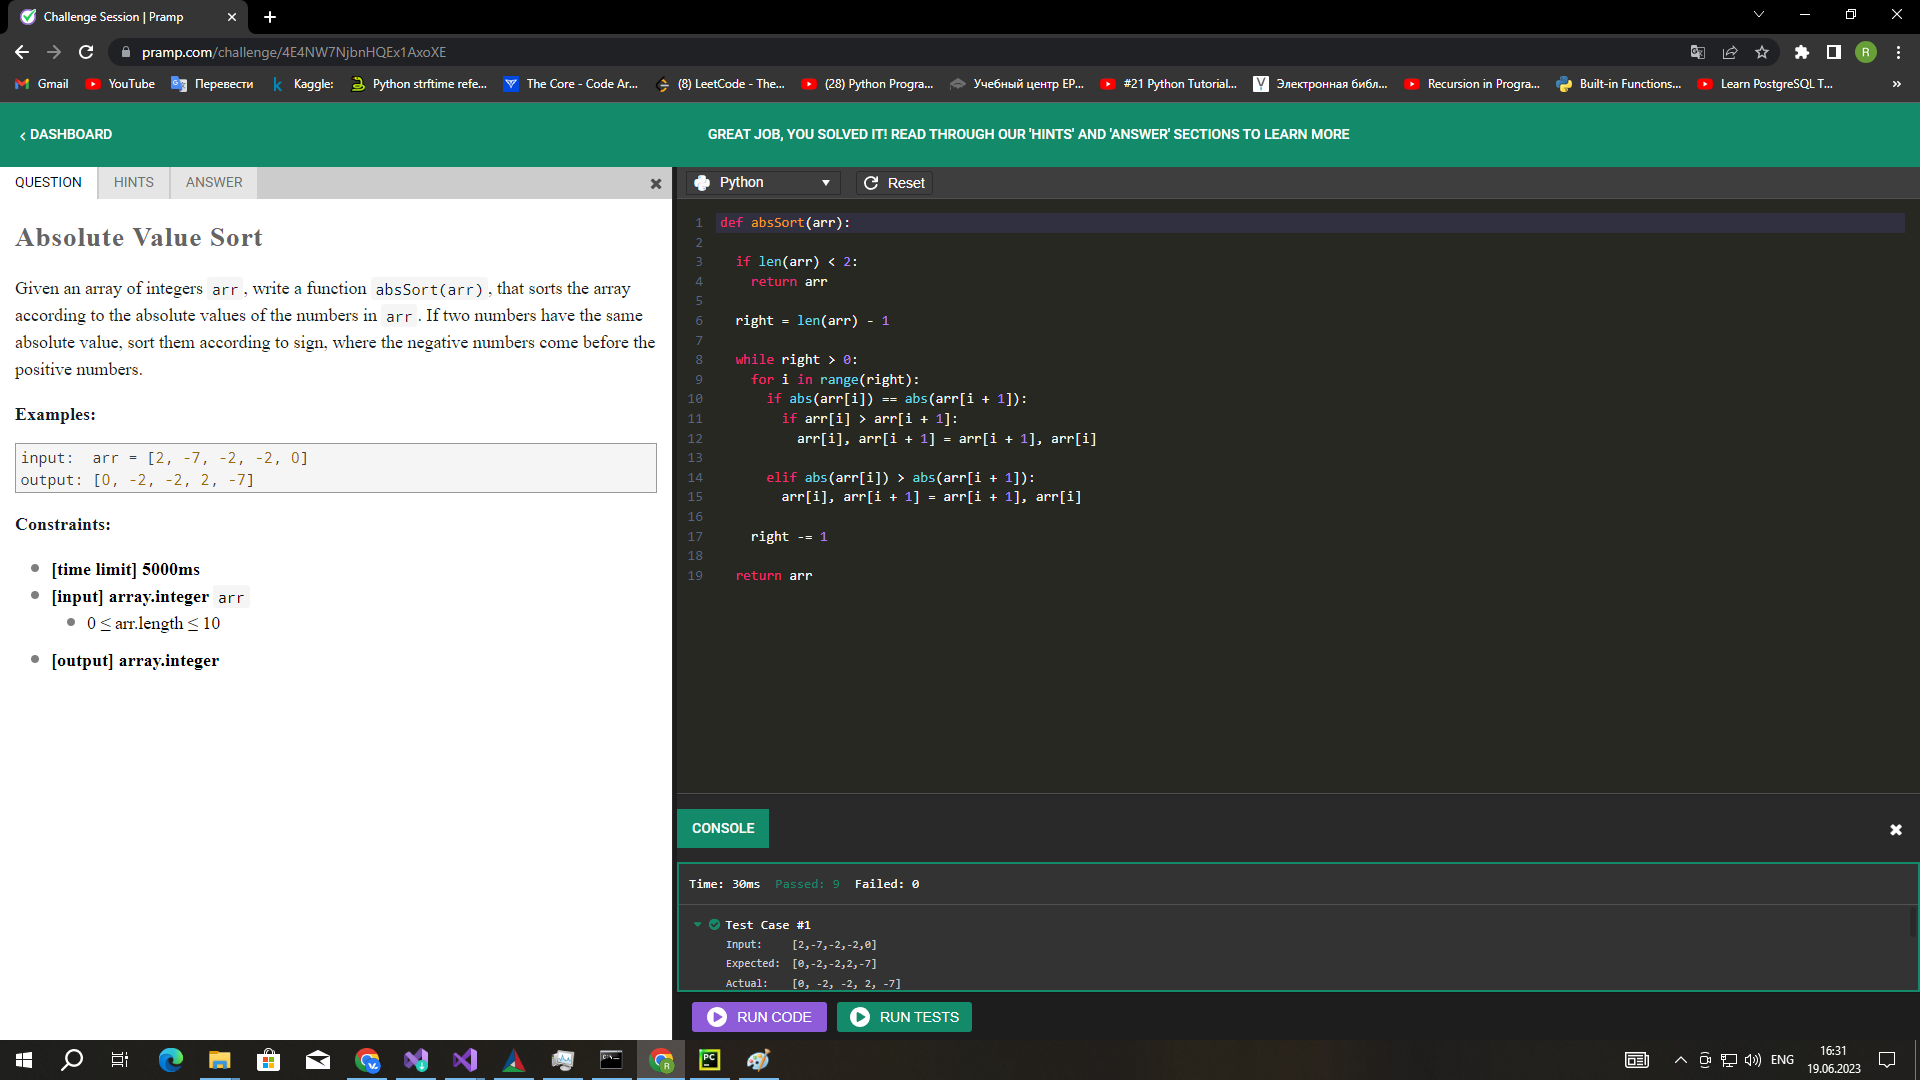 Challenge Session | Pramp
pramp.com/challenge/4E4NW7NjbnHQEx1AxoXE
R
Gmail
YouTube
Перевести
Kaggle:
Python strftime refe...
The Core - Code Ar...
(8) LeetCode - The...
(28) Python Progra...
Учебный центр EP...
#21 Python Tutorial...
Электронная библ...
Recursion in Progra...
Built-in Functions...
Learn PostgreSQL T...
»
‹ DASHBOARD
GREAT JOB, YOU SOLVED IT! READ THROUGH OUR 'HINTS' AND 'ANSWER' SECTIONS TO LEARN MORE
QUESTION
HINTS
ANSWER
Absolute Value Sort
Given an array of integers arr, write a function absSort(arr), that sorts the array
according to the absolute values of the numbers in arr. If two numbers have the same
absolute value, sort them according to sign, where the negative numbers come before the
positive numbers.
Examples:
input:  arr = [2, -7, -2, -2, 0]
output: [0, -2, -2, 2, -7]
Constraints:
[time limit] 5000ms
[input] array.integer arr
0 ≤ arr.length ≤ 10
[output] array.integer
Python
Reset
1 def absSort(arr):
2
3   if len(arr) < 2:
4     return arr
5
6   right = len(arr) - 1
7
8   while right > 0:
9     for i in range(right):
10       if abs(arr[i]) == abs(arr[i + 1]):
11         if arr[i] > arr[i + 1]:
12           arr[i], arr[i + 1] = arr[i + 1], arr[i]
13
14       elif abs(arr[i]) > abs(arr[i + 1]):
15         arr[i], arr[i + 1] = arr[i + 1], arr[i]
16
17     right -= 1
18
19   return arr
CONSOLE
Time: 30ms Passed: 9 Failed: 0
Test Case #1
Input: [2,-7,-2,-2,0]
Expected: [0,-2,-2,2,-7]
Actual: [0, -2, -2, 2, -7]
RUN CODE
RUN TESTS
ENG
16:31
19.06.2023